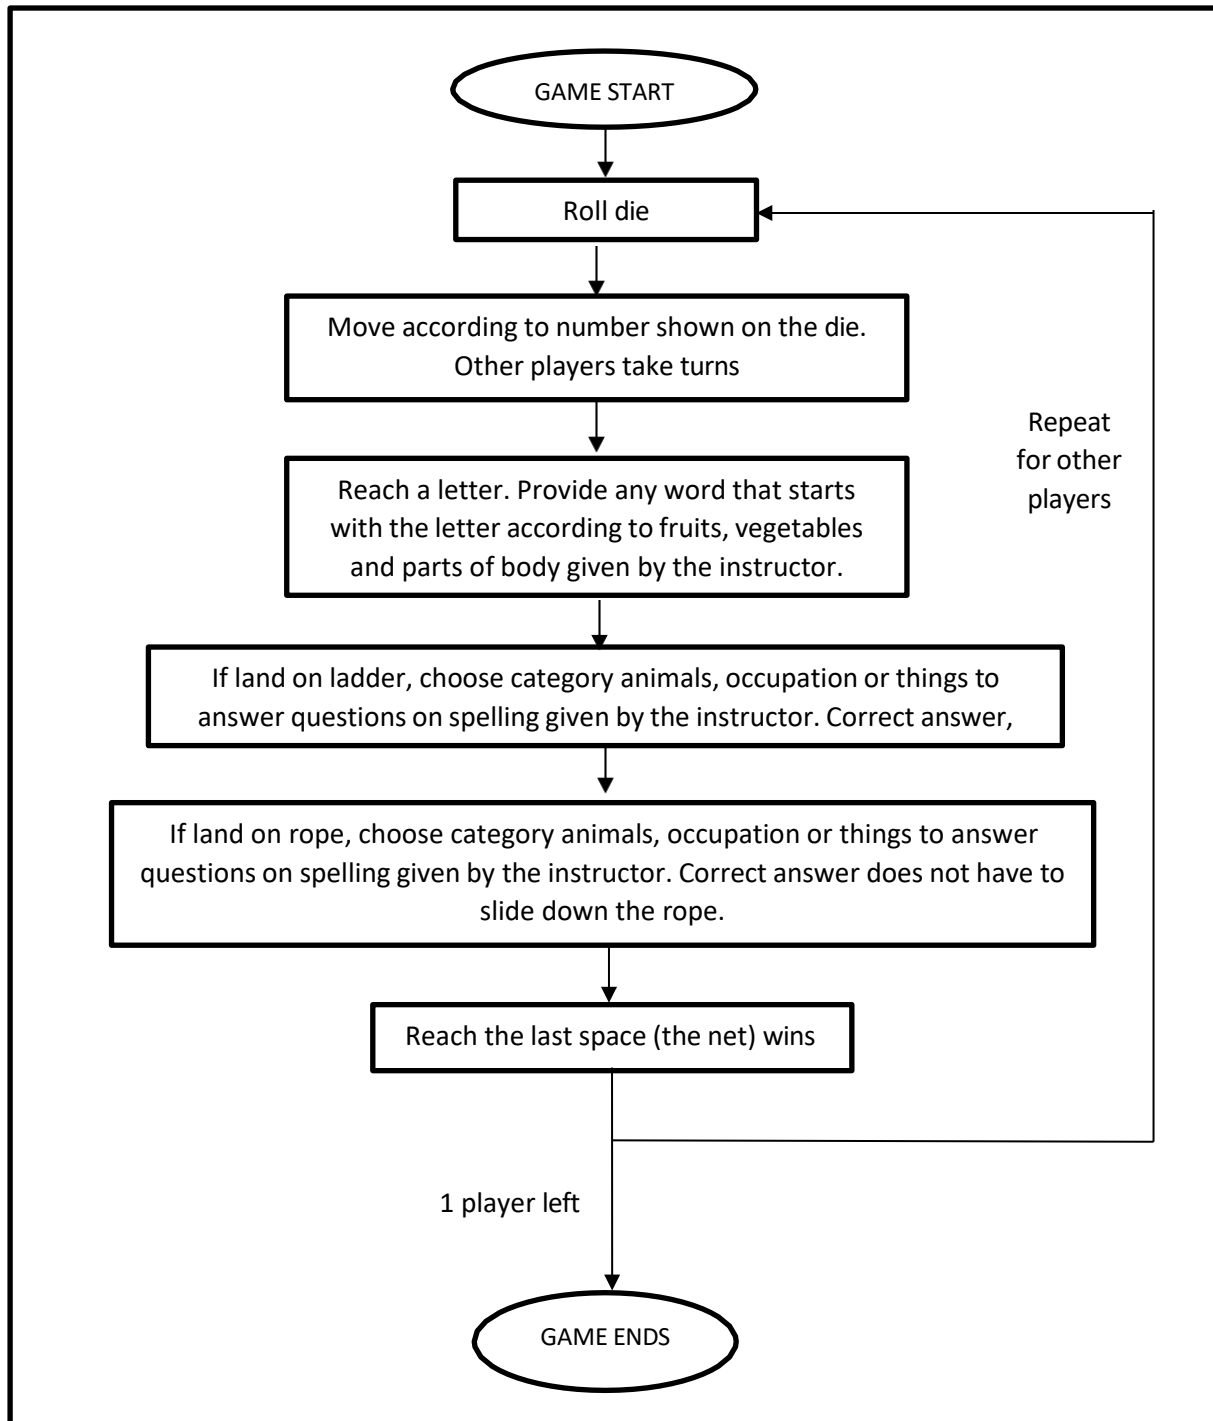 GAME START
Roll die
Move according to number shown on the die.
Other players take turns
Repeat
for other
players
Reach a letter. Provide any word that starts
with the letter according to fruits, vegetables
and parts of body given by the instructor.
If land on ladder, choose category animals, occupation or things to
answer questions on spelling given by the instructor. Correct answer,
If land on rope, choose category animals, occupation or things to answer
questions on spelling given by the instructor. Correct answer does not have to
slide down the rope.
Reach the last space (the net) wins
1 player left
GAME ENDS